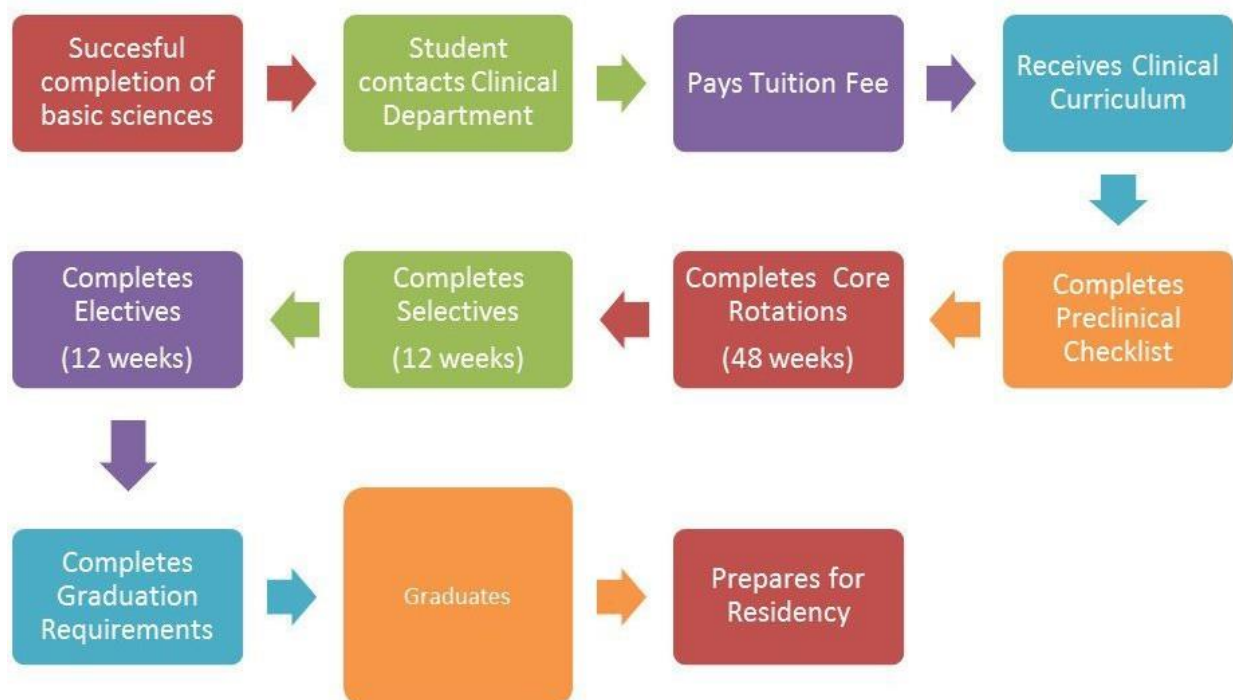 Succesful
completion of
basic sciences
Student
contacts Clinical
Department
Pays Tuition Fee
Receives Clinical
Curriculum
Completes
Preclinical
Checklist
Completes Core
Rotations
(48 weeks)
Completes
Selectives
(12 weeks)
Completes
Electives
(12 weeks)
Completes
Graduation
Requirements
Graduates
Prepares for
Residency